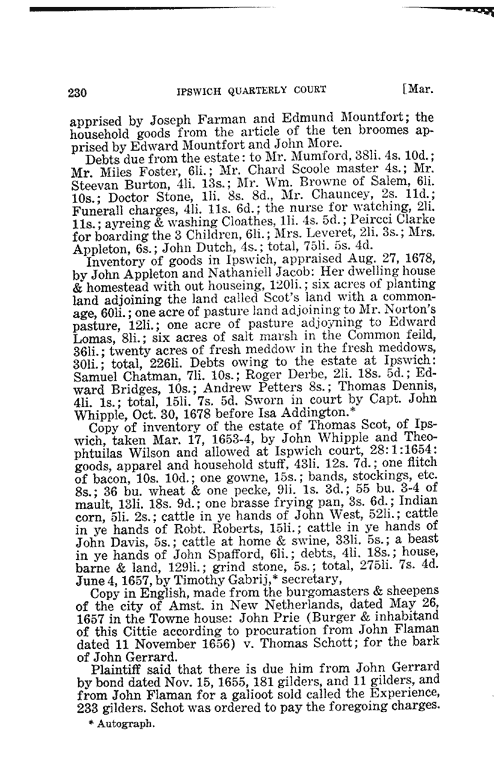 230 IPSWICH QUARTERLY COURT [Mar.
apprised by Joseph Farman and Edmund Mountfort; the
household goods from the article of the ten broomes ap-
prised by Edward Mountfort and John More.
Debts due from the estate: to Mr. Mumford, 38li. 4s. 10d.;
Mr. Miles Foster, 6li.; Mr. Chard Scoole master 4s.; Mr.
Steevan Burton, 4li. 13s.; Mr. Wm. Browne of Salem, 6li.
10s.; Doctor Stone, 1li. 8s. 8d., Mr. Chauncey, 2s. 11d.;
Funerall charges, 4li. 11s. 6d.; the nurse for watching, 2li.
11s.; ayreing & washing Cloathes, 1li. 4s. 5d.; Peircci Clarke
for boarding the 3 Children, 6li.; Mrs. Leveret, 2li. 3s.; Mrs.
Appleton, 6s.; John Dutch, 4s.; total, 75li. 5s. 4d.
Inventory of goods in Ipswich, appraised Aug. 27, 1678,
by John Appleton and Nathaniell Jacob: Her dwelling house
& homestead with out houseing, 120li.; six acres of planting
land adjoining the land called Scot's land with a common-
age, 60li.; one acre of pasture land adjoining to Mr. Norton's
pasture, 12li.; one acre of pasture adjoyning to Edward
Lomas, 8li.; six acres of salt marsh in the Common feild,
36li.; twenty acres of fresh meddow in the fresh meddows,
30li.; total, 226li. Debts owing to the estate at Ipswich:
Samuel Chatman, 7li. 10s.; Roger Derbe, 2li. 18s. 5d.; Ed-
ward Bridges, 10s.; Andrew Petters 8s.; Thomas Dennis,
4li. 1s.; total, 15li. 7s. 5d. Sworn in court by Capt. John
Whipple, Oct. 30, 1678 before Isa Addington.*
Copy of inventory of the estate of Thomas Scot, of Ips-
wich, taken Mar. 17, 1653-4, by John Whipple and Theo-
phtuilas Wilson and allowed at Ispwich court, 28:1:1654:
goods, apparel and household stuff, 43li. 12s. 7d.; one flitch
of bacon, 10s. 10d.; one gowne, 15s.; bands, stockings, etc.
8s.; 36 bu. wheat & one pecke, 9li. 1s. 3d.; 55 bu. 3-4 of
mault, 13li. 18s. 9d.; one brasse frying pan, 3s. 6d.; Indian
corn, 5li. 2s.; cattle in ye hands of John West, 52li.; cattle
in ye hands of Robt. Roberts, 15li.; cattle in ye hands of
John Davis, 5s.; cattle at home & swine, 33li. 5s.; a beast
in ye hands of John Spafford, 6li.; debts, 4li. 18s.; house,
barne & land, 129li.; grind stone, 5s.; total, 275li. 7s. 4d.
June 4, 1657, by Timothy Gabrij,* secretary,
Copy in English, made from the burgomasters & sheepens
of the city of Amst. in New Netherlands, dated May 26,
1657 in the Towne house: John Prie (Burger & inhabitand
of this Cittie according to procuration from John Flaman
dated 11 November 1656) v. Thomas Schott; for the bark
of John Gerrard.
Plaintiff said that there is due him from John Gerrard
by bond dated Nov. 15, 1655, 181 gilders, and 11 gilders, and
from John Flaman for a galioot sold called the Experience,
233 gilders. Schot was ordered to pay the foregoing charges.
* Autograph.